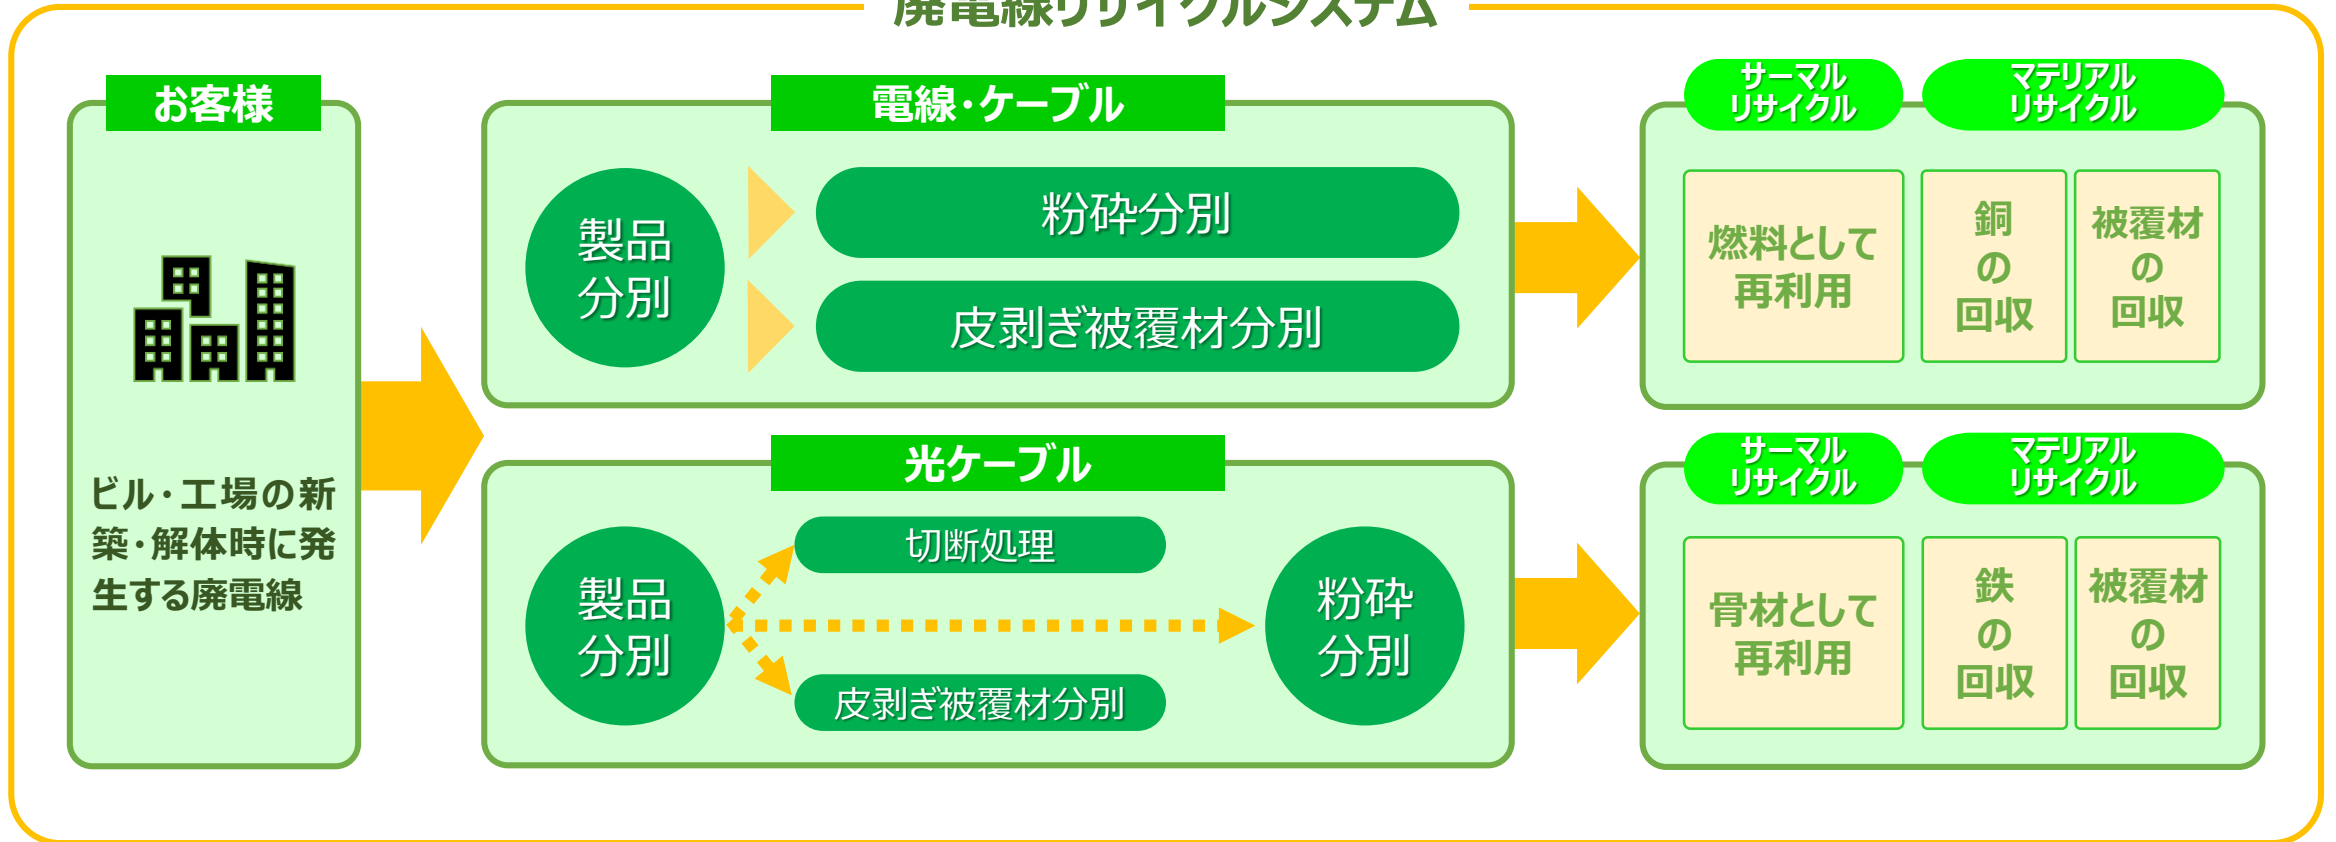 廃電線リサイクルシステム
お客様
ビル・工場の新
築・解体時に発
生する廃電線
電線・ケーブル
製品
分別
粉砕分別
皮剥ぎ被覆材分別
サーマル
リサイクル
マテリアル
リサイクル
燃料として
再利用
銅
の
回収
被覆材
の
回収
光ケーブル
製品
分別
切断処理
皮剥ぎ被覆材分別
粉砕
分別
サーマル
リサイクル
マテリアル
リサイクル
骨材として
再利用
鉄
の
回収
被覆材
の
回収